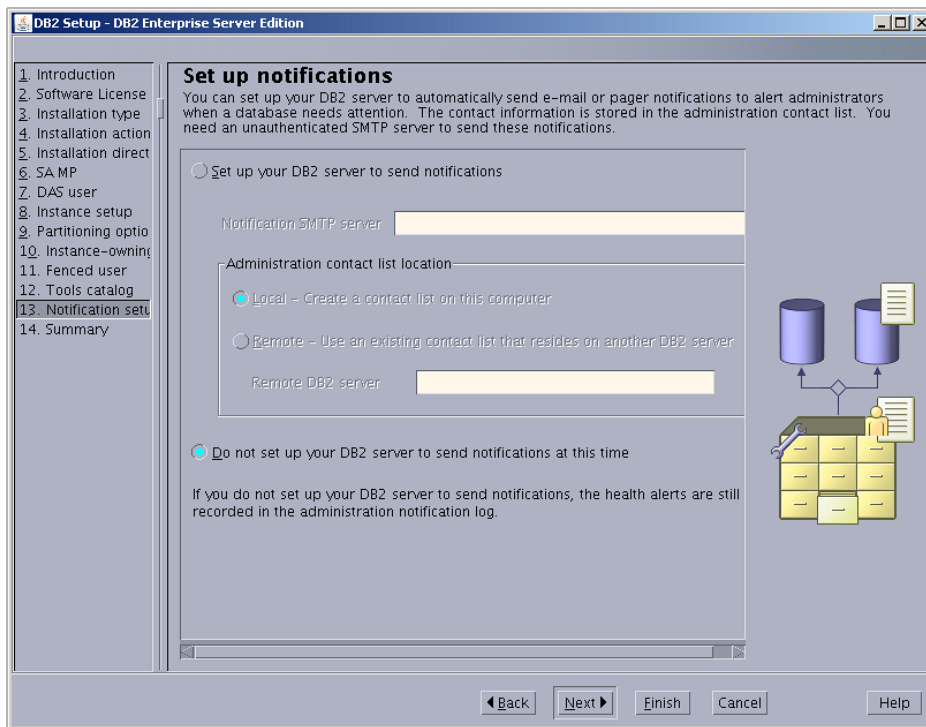 DB2 Setup - DB2 Enterprise Server Edition
1. Introduction
2. Software License
3. Installation type
4. Installation action
5. Installation direct
6. SA MP
7. DAS user
8. Instance setup
9. Partitioning optio
10. Instance-owning
11. Fenced user
12. Tools catalog
13. Notification setu
14. Summary
Set up notifications
You can set up your DB2 server to automatically send e-mail or pager notifications to alert administrators
when a database needs attention. The contact information is stored in the administration contact list. You
need an unauthenticated SMTP server to send these notifications.
Set up your DB2 server to send notifications
Notification SMTP server
Administration contact list location
Local - Create a contact list on this computer
Remote - Use an existing contact list that resides on another DB2 server
Remote DB2 server
Do not set up your DB2 server to send notifications at this time
If you do not set up your DB2 server to send notifications, the health alerts are still
recorded in the administration notification log.
Back
Next
Finish
Cancel
Help